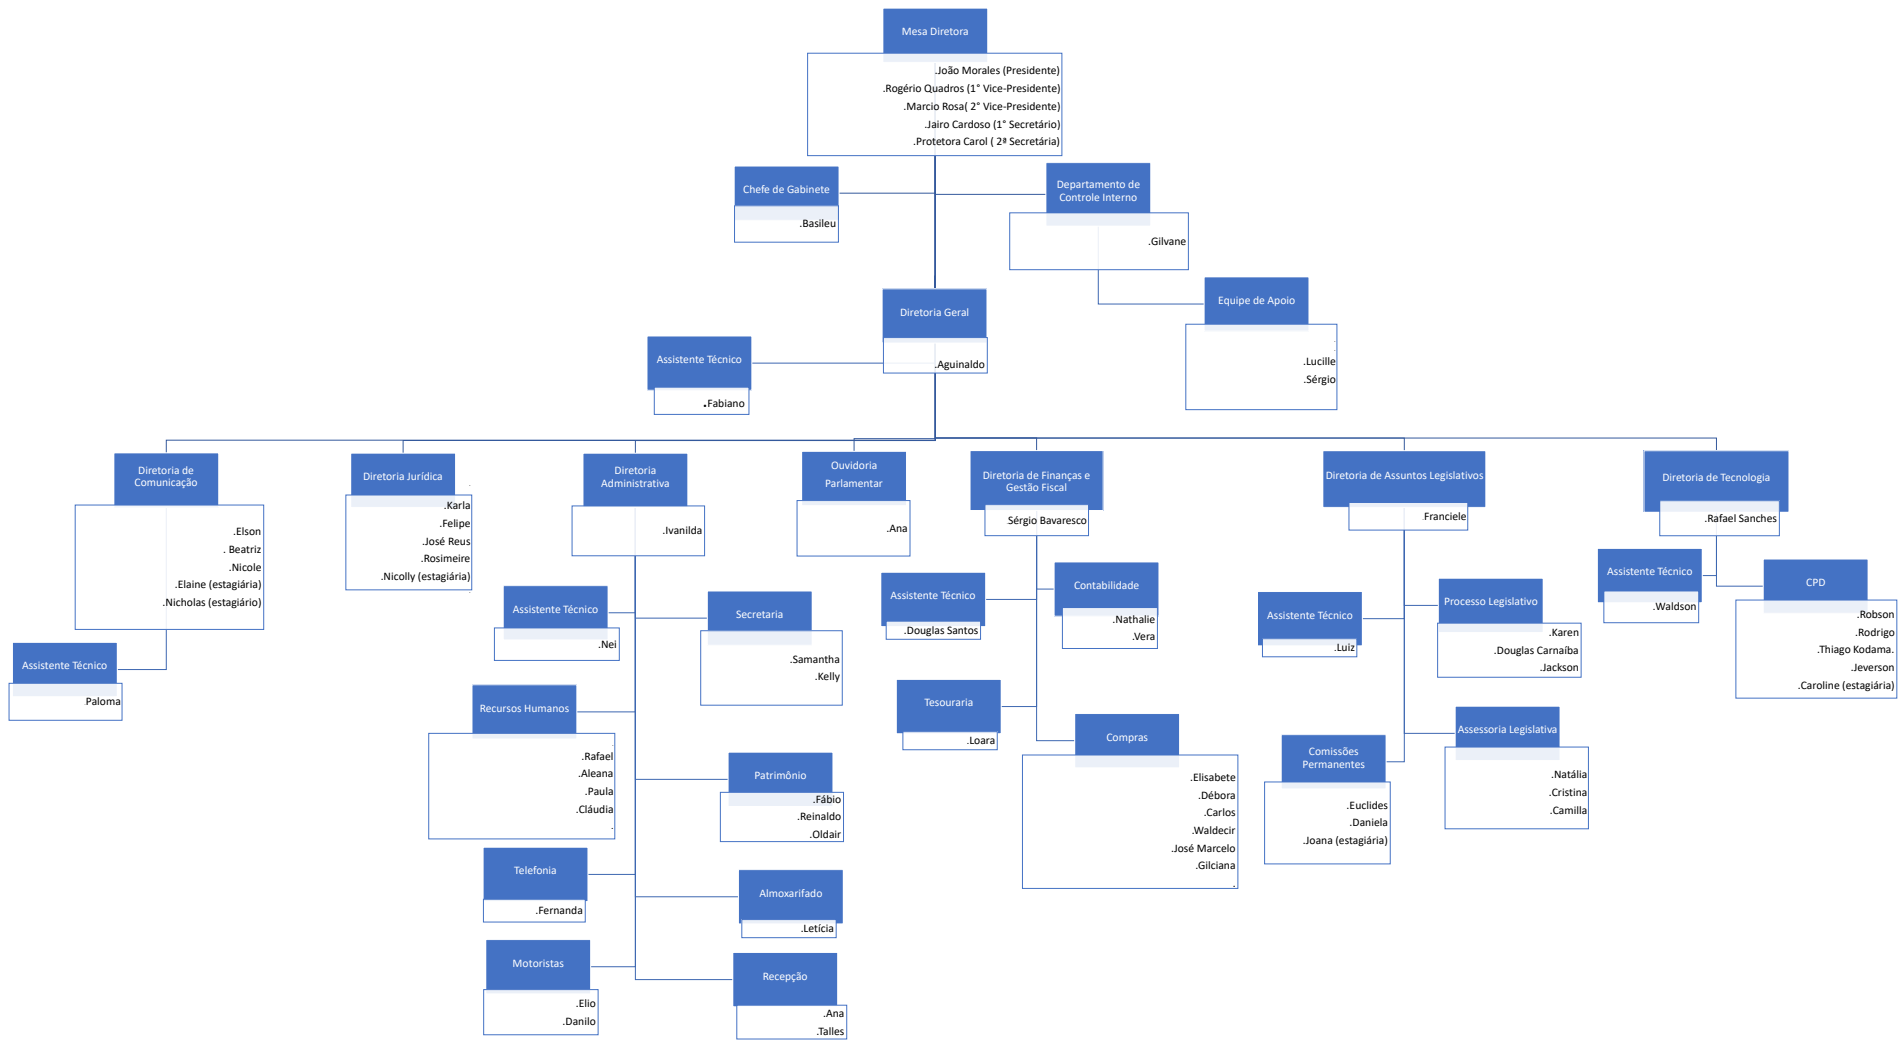 Mesa Diretora
.João Morales (Presidente)
.Rogério Quadros (1° Vice-Presidente)
.Marcio Rosa( 2° Vice-Presidente)
.Jairo Cardoso (1° Secretário)
.Protetora Carol ( 2ª Secretária)
Chefe de Gabinete
.Basileu
Departamento de
Controle Interno
.Gilvane
Equipe de Apoio
.Lucille
.Sérgio
Diretoria Geral
.Aguinaldo
Assistente Técnico
.Fabiano
Diretoria de
Comunicação
.Elson
. Beatriz
.Nicole
.Elaine (estagiária)
.Nicholas (estagiário)
Assistente Técnico
Paloma
Diretoria Jurídica
.Karla
.Felipe
.José Reus
.Rosimeire
.Nicolly (estagiária)
Diretoria
Administrativa
.Ivanilda
Assistente Técnico
.Nei
Secretaria
.Samantha
.Kelly
Recursos Humanos
.Rafael
.Aleana
.Paula
.Cláudia
.
Patrimônio
.Fábio
.Reinaldo
.Oldair
Telefonia
.Fernanda
Almoxarifado
.Letícia
Motoristas
.Elio
.Danilo
Recepção
.Ana
.Talles
Ouvidoria
Parlamentar
.Ana
Diretoria de Finanças e
Gestão Fiscal
Sérgio Bavaresco
Assistente Técnico
.Douglas Santos
Contabilidade
.Nathalie
.Vera
Tesouraria
.Loara
Compras
.Elisabete
.Débora
.Carlos
.Waldecir
.José Marcelo
.Gilciana
.
Diretoria de Assuntos Legislativos
.Franciele
Assistente Técnico
.Luiz
Processo Legislativo
.Karen
.Douglas Carnaíba
.Jackson
Comissões
Permanentes
.Euclides
.Daniela
.Joana (estagiária)
Assessoria Legislativa
.Natália
.Cristina
.Camilla
Diretoria de Tecnologia
.Rafael Sanches
Assistente Técnico
.Waldson
CPD
.Robson
.Rodrigo
.Thiago Kodama.
.Jeverson
.Caroline (estagiária)